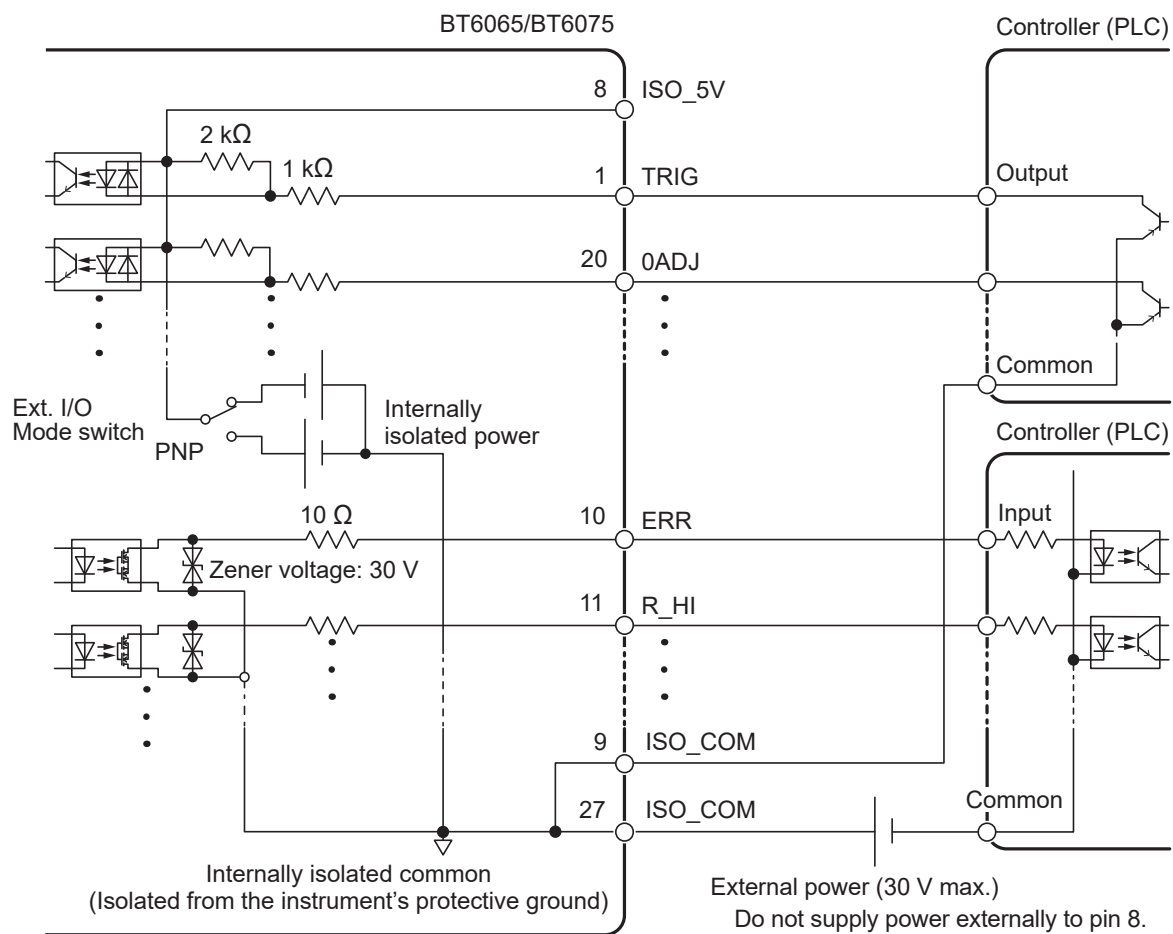 BT6065/BT6075
Controller (PLC)
8 ISO_5V
2 kΩ
1 kΩ
1 TRIG
Output
20 0ADJ
Common
Ext. I/O
Mode switch
PNP
Internally
isolated power
Controller (PLC)
10 Ω
10 ERR
Input
Zener voltage: 30 V
11 R_HI
9 ISO_COM
27 ISO_COM
Common
Internally isolated common
(Isolated from the instrument's protective ground)
External power (30 V max.)
Do not supply power externally to pin 8.